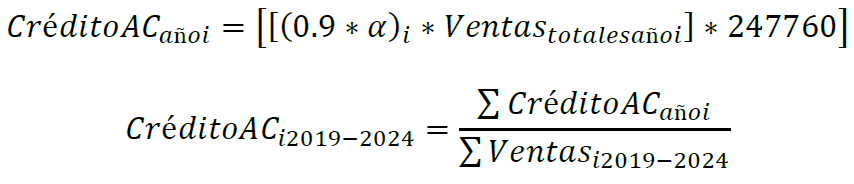 CréditoAC_añoi = [[(0.9 * α)_i * Ventas_totalesañoi] * 247760]
CréditoAC_i2019−2024 = ∑ CréditoAC_añoi / ∑ Ventas_i2019−2024